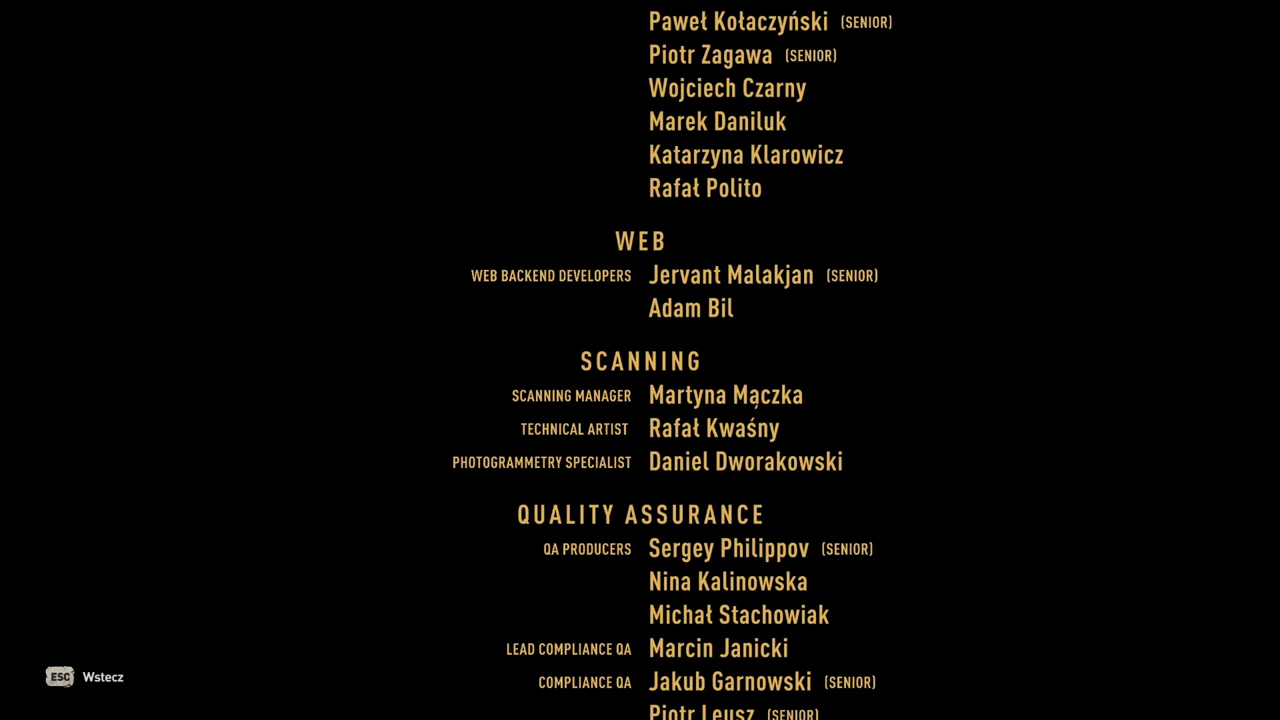 Paweł Kołaczyński (SENIOR)
Piotr Zagawa (SENIOR)
Wojciech Czarny
Marek Daniluk
Katarzyna Klarowicz
Rafał Polito
WEB
WEB BACKEND DEVELOPERS Jervant Malakjan (SENIOR)
Adam Bil
SCANNING
SCANNING MANAGER Martyna Mączka
TECHNICAL ARTIST Rafał Kwaśny
PHOTOGRAMMETRY SPECIALIST Daniel Dworakowski
QUALITY ASSURANCE
QA PRODUCERS Sergey Philippov (SENIOR)
Nina Kalinowska
Michał Stachowiak
LEAD COMPLIANCE QA Marcin Janicki
COMPLIANCE QA Jakub Garnowski (SENIOR)
Piotr Leusz (SENIOR)
ESC Wstecz